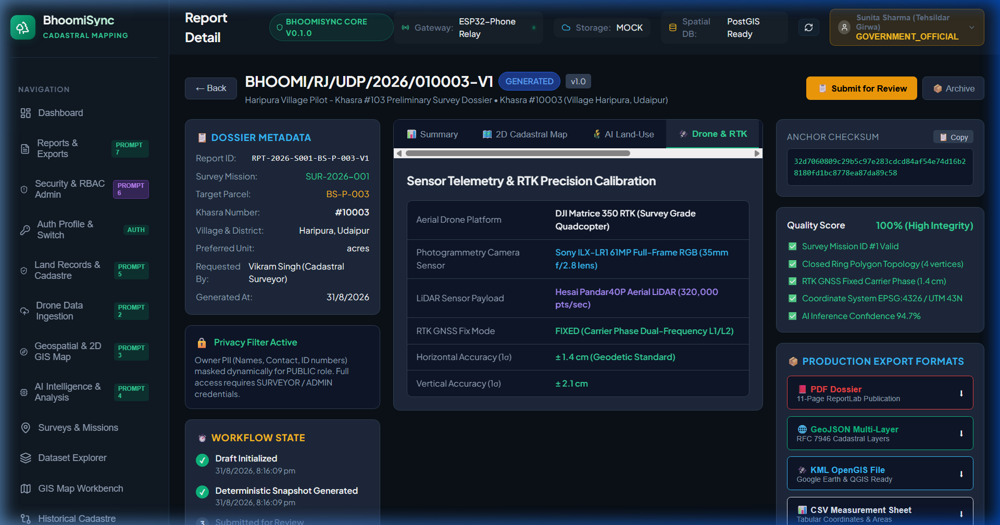 BhoomiSync
CADASTRAL MAPPING
NAVIGATION
Dashboard
Reports &
Exports
PROMPT
7
Security & RBAC
Admin
PROMPT
6
Auth Profile &
Switch
AUTH
Land Records &
Cadastre
PROMPT
5
Drone Data
Ingestion
PROMPT
2
Geospatial & 2D
GIS Map
PROMPT
3
AI Intelligence &
Analysis
PROMPT
4
Surveys & Missions
Dataset Explorer
GIS Map Workbench
Historical Cadastre
Report
Detail
BHOOMISYNC CORE
V0.1.0
Gateway:
ESP32-Phone
Relay
Storage: MOCK
Spatial
DB:
PostGIS
Ready
Sunita Sharma (Tehsildar
Girwa)
GOVERNMENT_OFFICIAL
← Back
BHOOMI/RJ/UDP/2026/010003-V1
GENERATED
v1.0
Haripura Village Pilot - Khasra #103 Preliminary Survey Dossier • Khasra #10003 (Village Haripura, Udaipur)
Submit for Review
Archive
DOSSIER METADATA
Report ID: RPT-2026-S001-BS-P-003-V1
Survey Mission: SUR-2026-001
Target Parcel: BS-P-003
Khasra Number: #10003
Village & District: Haripura, Udaipur
Preferred Unit: acres
Requested
By:
Vikram Singh (Cadastral
Surveyor)
Generated At: 31/8/2026
Privacy Filter Active
Owner PII (Names, Contact, ID numbers)
masked dynamically for PUBLIC role. Full
access requires SURVEYOR / ADMIN
credentials.
WORKFLOW STATE
Draft Initialized
31/8/2026, 8:16:09 pm
Deterministic Snapshot Generated
31/8/2026, 8:16:09 pm
3
Submitted for Review
Summary
2D Cadastral Map
AI Land-Use
Drone & RTK
Sensor Telemetry & RTK Precision Calibration
Aerial Drone Platform
DJI Matrice 350 RTK (Survey Grade
Quadcopter)
Photogrammetry Camera
Sensor
Sony ILX-LR1 61MP Full-Frame RGB (35mm
f/2.8 lens)
LiDAR Sensor Payload
Hesai Pandar40P Aerial LiDAR (320,000
pts/sec)
RTK GNSS Fix Mode
FIXED (Carrier Phase Dual-Frequency L1/L2)
Horizontal Accuracy (1σ)
± 1.4 cm (Geodetic Standard)
Vertical Accuracy (1σ)
± 2.1 cm
ANCHOR CHECKSUM
Copy
32d7060809c29b5c97e283cdcd84af54e74d16b2
8180fd1bc8778ea87da89c58
Quality Score
100% (High Integrity)
Survey Mission ID #1 Valid
Closed Ring Polygon Topology (4 vertices)
RTK GNSS Fixed Carrier Phase (1.4 cm)
Coordinate System EPSG:4326 / UTM 43N
AI Inference Confidence 94.7%
PRODUCTION EXPORT FORMATS
PDF Dossier
11-Page ReportLab Publication
GeoJSON Multi-Layer
RFC 7946 Cadastral Layers
KML OpenGIS File
Google Earth & QGIS Ready
CSV Measurement Sheet
Tabular Coordinates & Areas